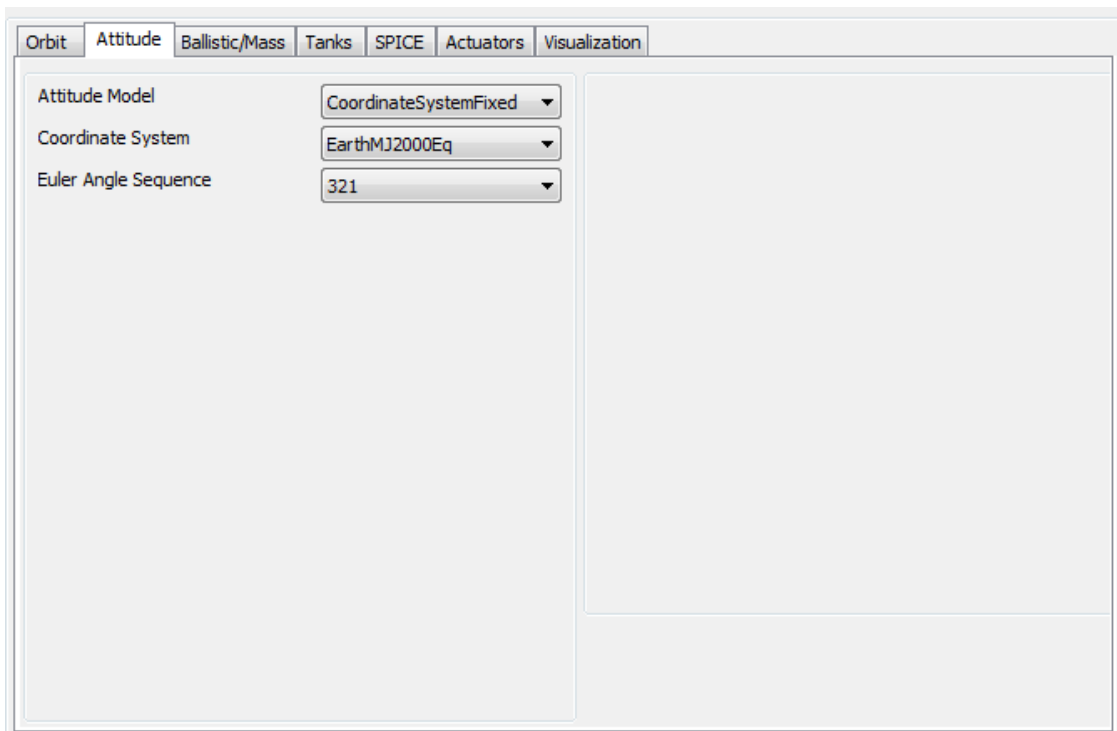 Orbit Attitude Ballistic/Mass Tanks SPICE Actuators Visualization
Attitude Model CoordinateSystemFixed
Coordinate System EarthMJ2000Eq
Euler Angle Sequence 321